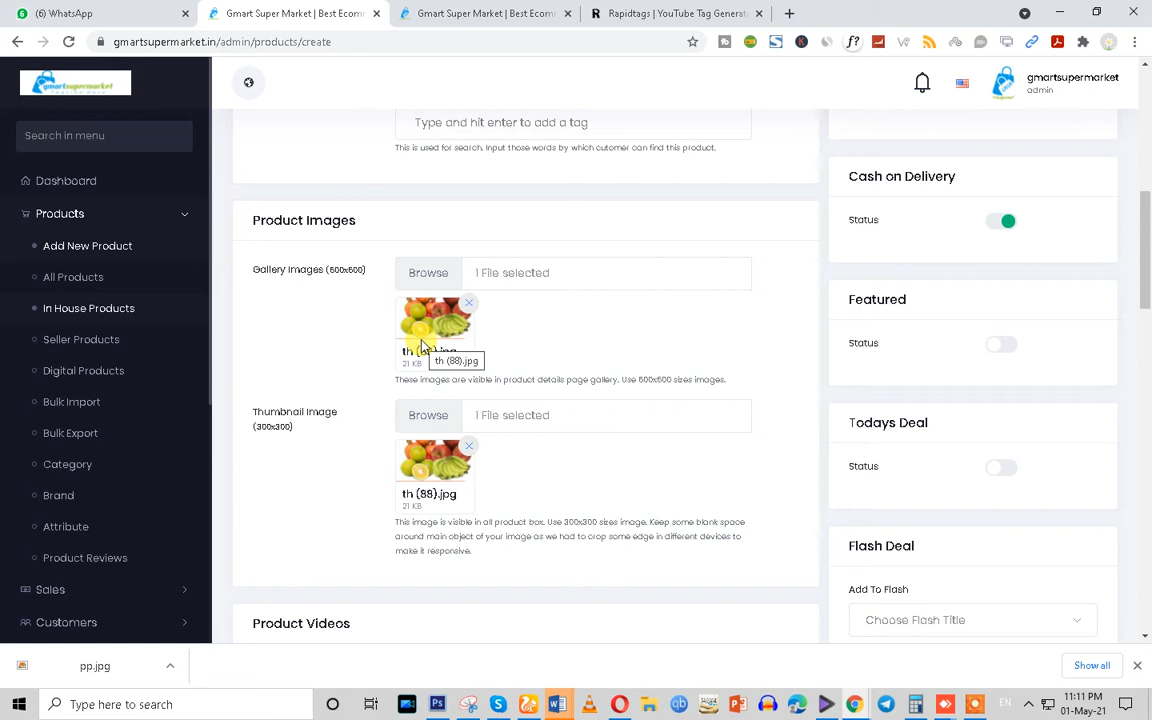 6
(1) WhatsApp
Gmart Super Market | Best Ecom
Gmart Super Market | Best Ecom
R
Rapidtags | YouTube Tag Generat
gmartsupermarket.in/admin/products/create
f?
gmartsupermarket
gmartsupermarket
admin
Search in menu
Dashboard
Products
Add New Product
All Products
In House Products
Seller Products
Digital Products
Bulk Import
Bulk Export
Category
Brand
Attribute
Product Reviews
Sales
Customers
Type and hit enter to add a tag
This is used for search. Input those words by which cutomer can find this product.
Product Images
Gallery Images (600x600)
Browse
1 File selected
th (88).jpg
21 KB
th (88).jpg
These images are visible in product details page gallery. Use 600x600 sizes images.
Thumbnail Image
(300x300)
Browse
1 File selected
th (88).jpg
21 KB
This image is visible in all product box. Use 300x300 sizes image. Keep some blank space
around main object of your image as we had to crop some edge in different devices to
make it responsive.
Product Videos
Cash on Delivery
Status
Featured
Status
Todays Deal
Status
Flash Deal
Add To Flash
Choose Flash Title
pp.jpg
Show all
Type here to search
EN
11:11 PM
01-May-21